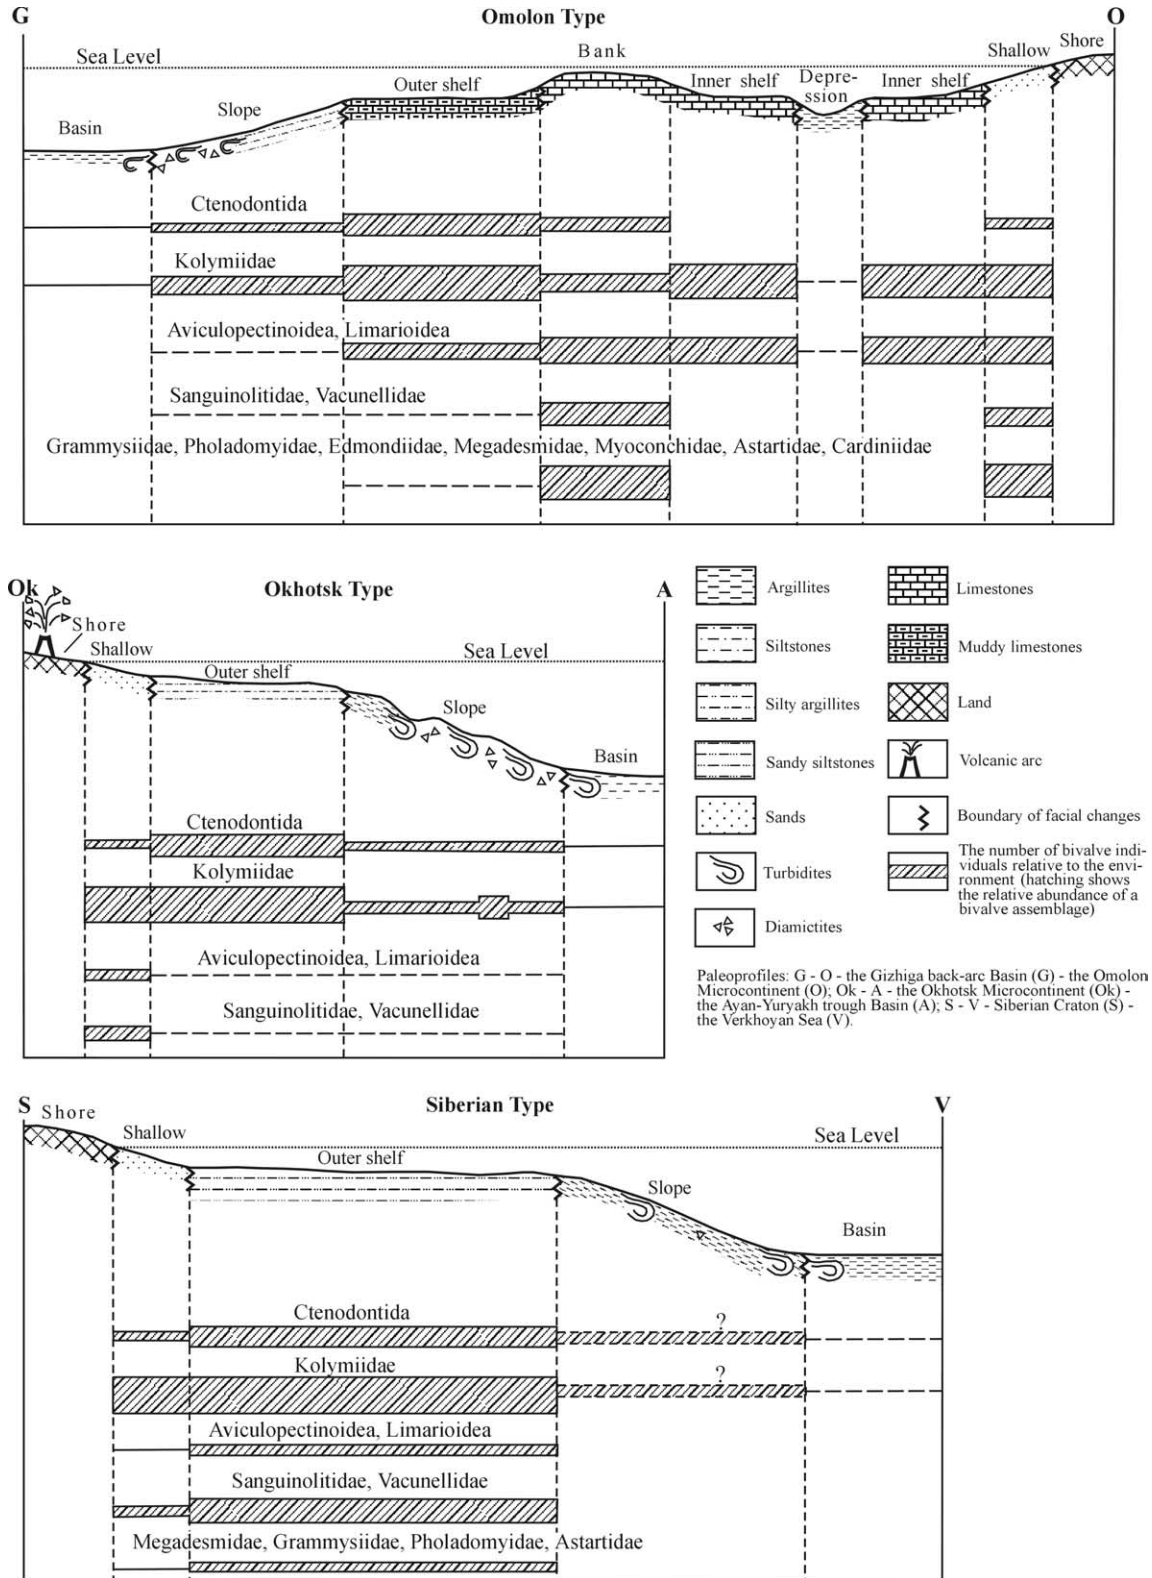 G
Omolon Type
O
Sea Level
Bank
Shallow
Shore
Outer shelf
Inner shelf
Depre-
ssion
Inner shelf
Slope
Basin
Ctenodontida
Kolymiidae
Aviculopectinoidea, Limarioidea
Sanguinolitidae, Vacunellidae
Grammysiidae, Pholadomyidae, Edmondiidae, Megadesmidae, Myoconchidae, Astartidae, Cardiniidae
Ok
Okhotsk Type
A
Shore
Shallow
Sea Level
Outer shelf
Slope
Basin
Ctenodontida
Kolymiidae
Aviculopectinoidea, Limarioidea
Sanguinolitidae, Vacunellidae
Argillites
Limestones
Siltstones
Muddy limestones
Silty argillites
Land
Sandy siltstones
Volcanic arc
Sands
Boundary of facial changes
Turbidites
The number of bivalve indi-
viduals relative to the envi-
ronment (hatching shows
the relative abundance of a
bivalve assemblage)
Diamictites
Paleoprofiles: G - O - the Gizhiga back-arc Basin (G) - the Omolon
Microcontinent (O); Ok - A - the Okhotsk Microcontinent (Ok) -
the Ayan-Yuryakh trough Basin (A); S - V - Siberian Craton (S) -
the Verkhoyan Sea (V).
S
Shore
Siberian Type
V
Shallow
Sea Level
Outer shelf
Slope
Basin
Ctenodontida
?
Kolymiidae
?
Aviculopectinoidea, Limarioidea
Sanguinolitidae, Vacunellidae
Megadesmidae, Grammysiidae, Pholadomyidae, Astartidae